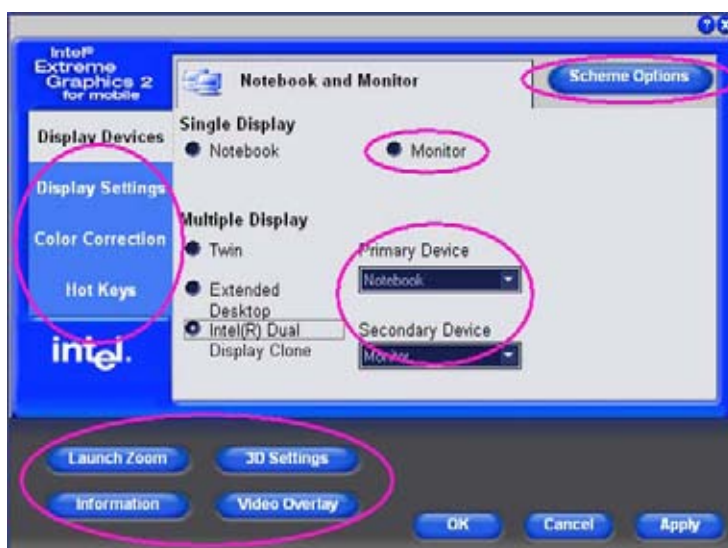 Intel®
Extreme
Graphics 2
for mobile
Notebook and Monitor
Scheme Options
Display Devices
Display Settings
Color Correction
Hot Keys
intel.
Single Display
Notebook
Monitor
Multiple Display
Twin
Extended
Desktop
Intel(R) Dual
Display Clone
Primary Device
Notebook
Secondary Device
Monitor
Launch Zoom
3D Settings
Information
Video Overlay
OK
Cancel
Apply